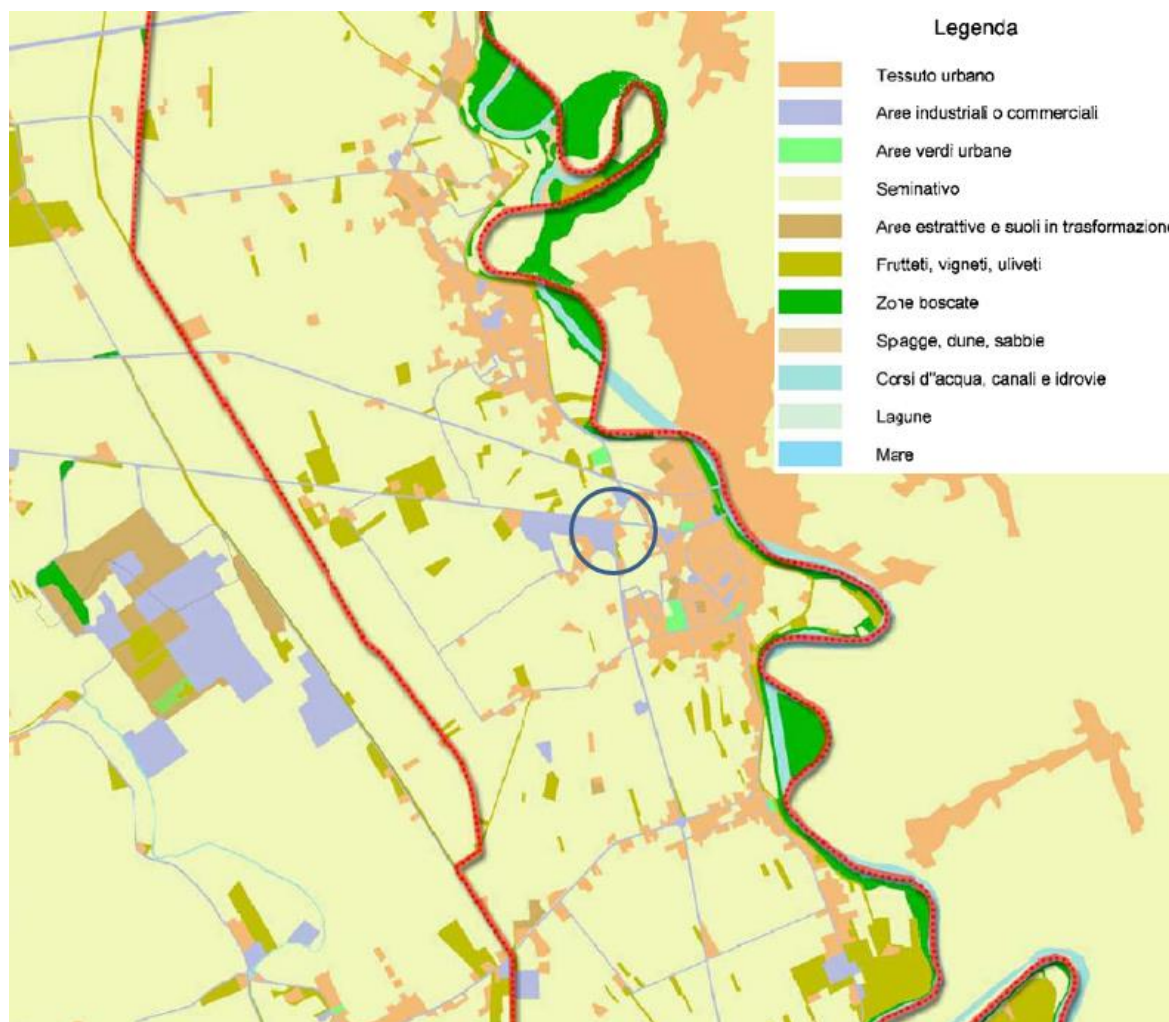 Legenda
Tessuto urbano
Aree industriali o commerciali
Aree verdi urbane
Seminativo
Aree estrattive e suoli in trasformazione
Frutteti, vigneti, uliveti
Zone boscate
Spagge, dune, sabbie
Corsi d"acqua, canali e idrovie
Lagune
Mare